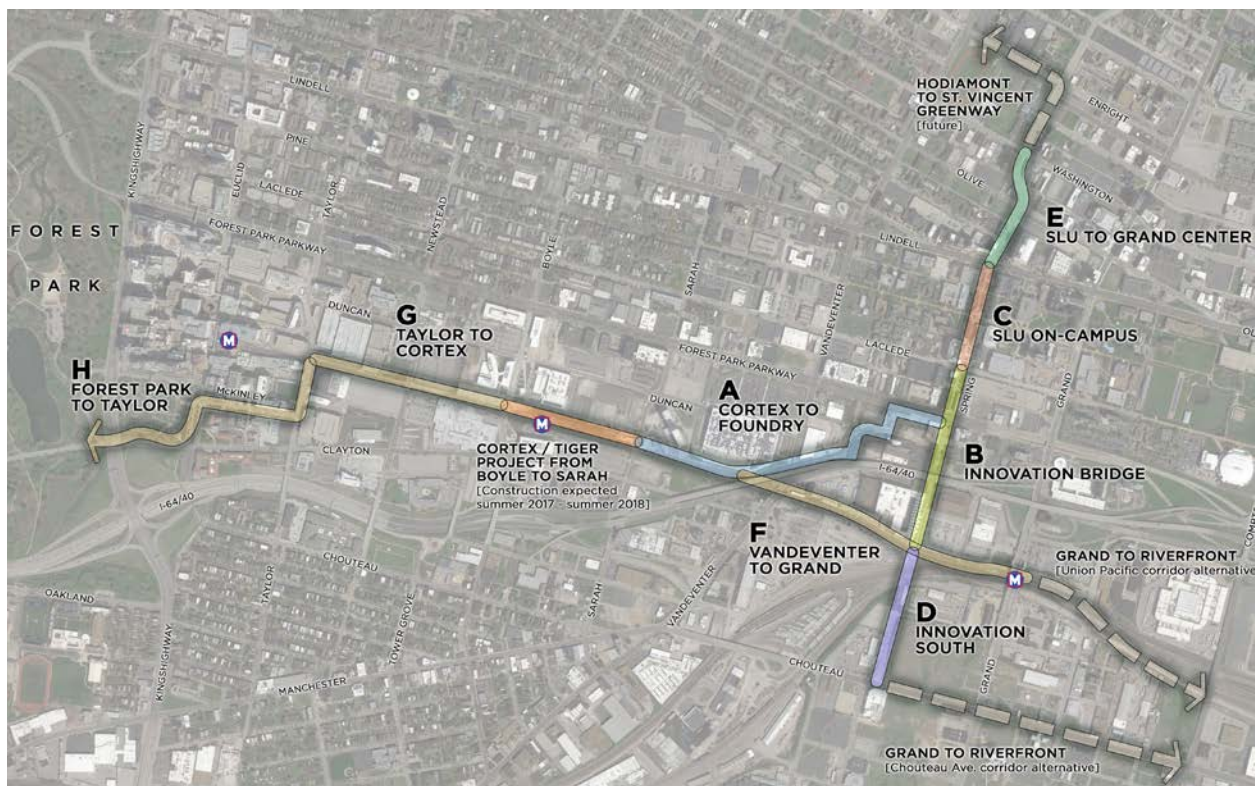 HODIAMONT
TO ST. VINCENT
GREENWAY
[future]
ENRIGHT
LINDELL
PINE
KINGSHIGHWAY
EUCLID
LACLEDE
TAYLOR
NEWSTEAD
BOYLE
FOREST PARK PARKWAY
OLIVE
WASHINGTON
E
SLU TO GRAND CENTER
LINDELL
FOREST
PARK
SARAH
VANDEVENTER
DUNCAN
G
TAYLOR TO
CORTEX
C
SLU ON-CAMPUS
LACLEDE
FOREST PARK PARKWAY
M
H
FOREST PARK
TO TAYLOR
McKINLEY
A
CORTEX TO
FOUNDRY
DUNCAN
SPRING
GRAND
M
CLAYTON
CORTEX / TIGER
PROJECT FROM
BOYLE TO SARAH
[Construction expected
summer 2017 - summer 2018]
I-64/40
B
INNOVATION BRIDGE
I-64/40
F
VANDEVENTER
TO GRAND
CHOUTEAU
GRAND TO RIVERFRONT
[Union Pacific corridor alternative]
M
OAKLAND
TAYLOR
TOWER GROVE
SARAH
VANDEVENTER
KINGSHIGHWAY
D
INNOVATION
SOUTH
CHOUTEAU
GRAND
MANCHESTER
GRAND TO RIVERFRONT
[Chouteau Ave. corridor alternative]